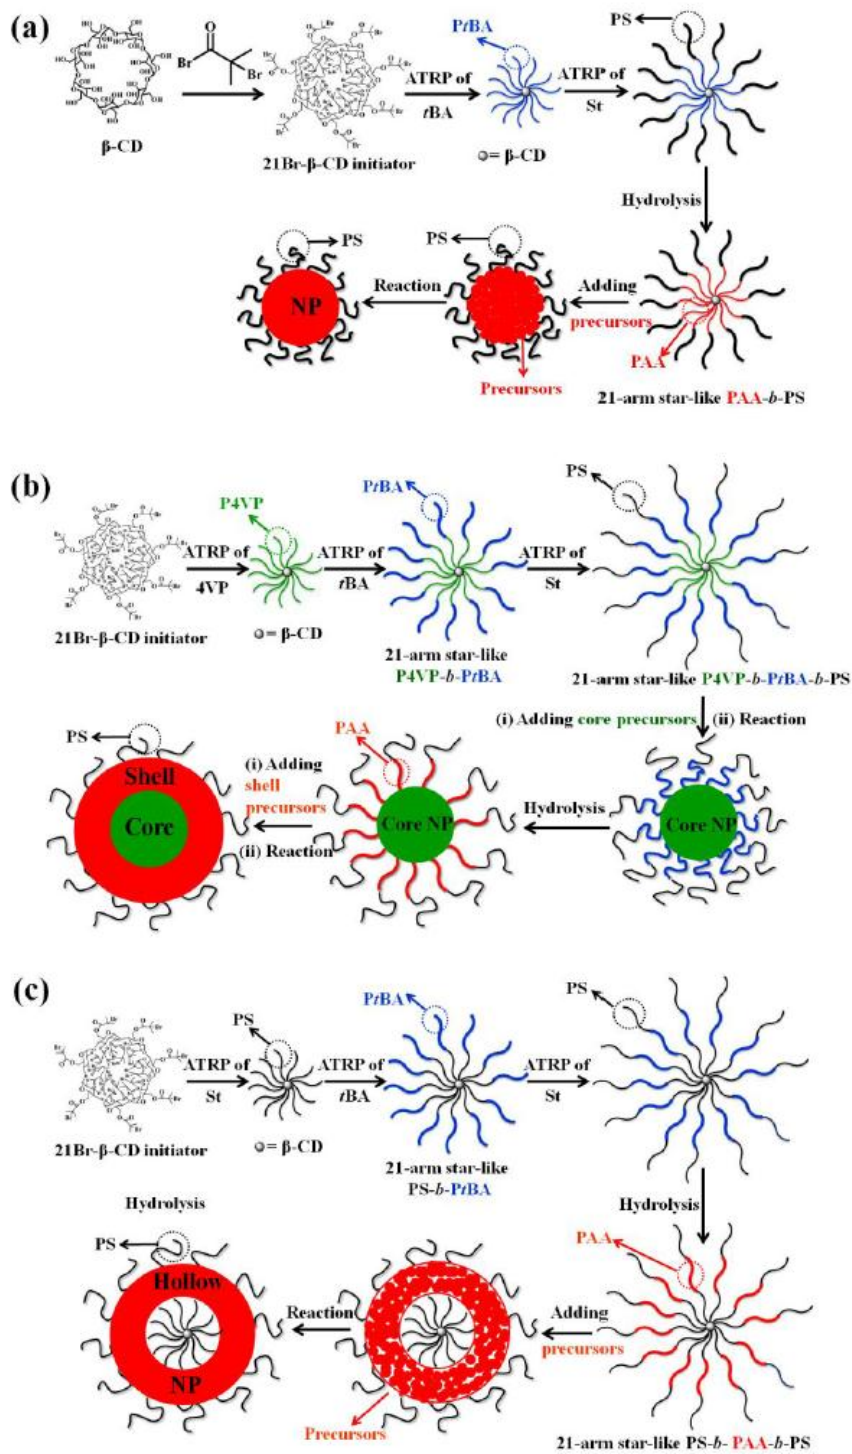 (a)
β-CD
21Br-β-CD initiator
ATRP of
tBA
PtBA
= β-CD
ATRP of
St
PS
Hydrolysis
PS
PS
NP
Reaction
Adding
precursors
PAA
Precursors
21-arm star-like PAA-b-PS
(b)
21Br-β-CD initiator
ATRP of
4VP
P4VP
= β-CD
ATRP of
tBA
PtBA
21-arm star-like
P4VP-b-PtBA
ATRP of
St
PS
21-arm star-like P4VP-b-PtBA-b-PS
(i) Adding core precursors (ii) Reaction
PS
Shell
Core
(i) Adding
shell
precursors
(ii) Reaction
PAA
Core NP
Hydrolysis
Core NP
(c)
21Br-β-CD initiator
ATRP of
St
PS
= β-CD
ATRP of
tBA
PtBA
21-arm star-like
PS-b-PtBA
ATRP of
St
PS
Hydrolysis
Hydrolysis
PS
Hollow
NP
Reaction
Precursors
Adding
precursors
PAA
21-arm star-like PS-b- PAA-b-PS